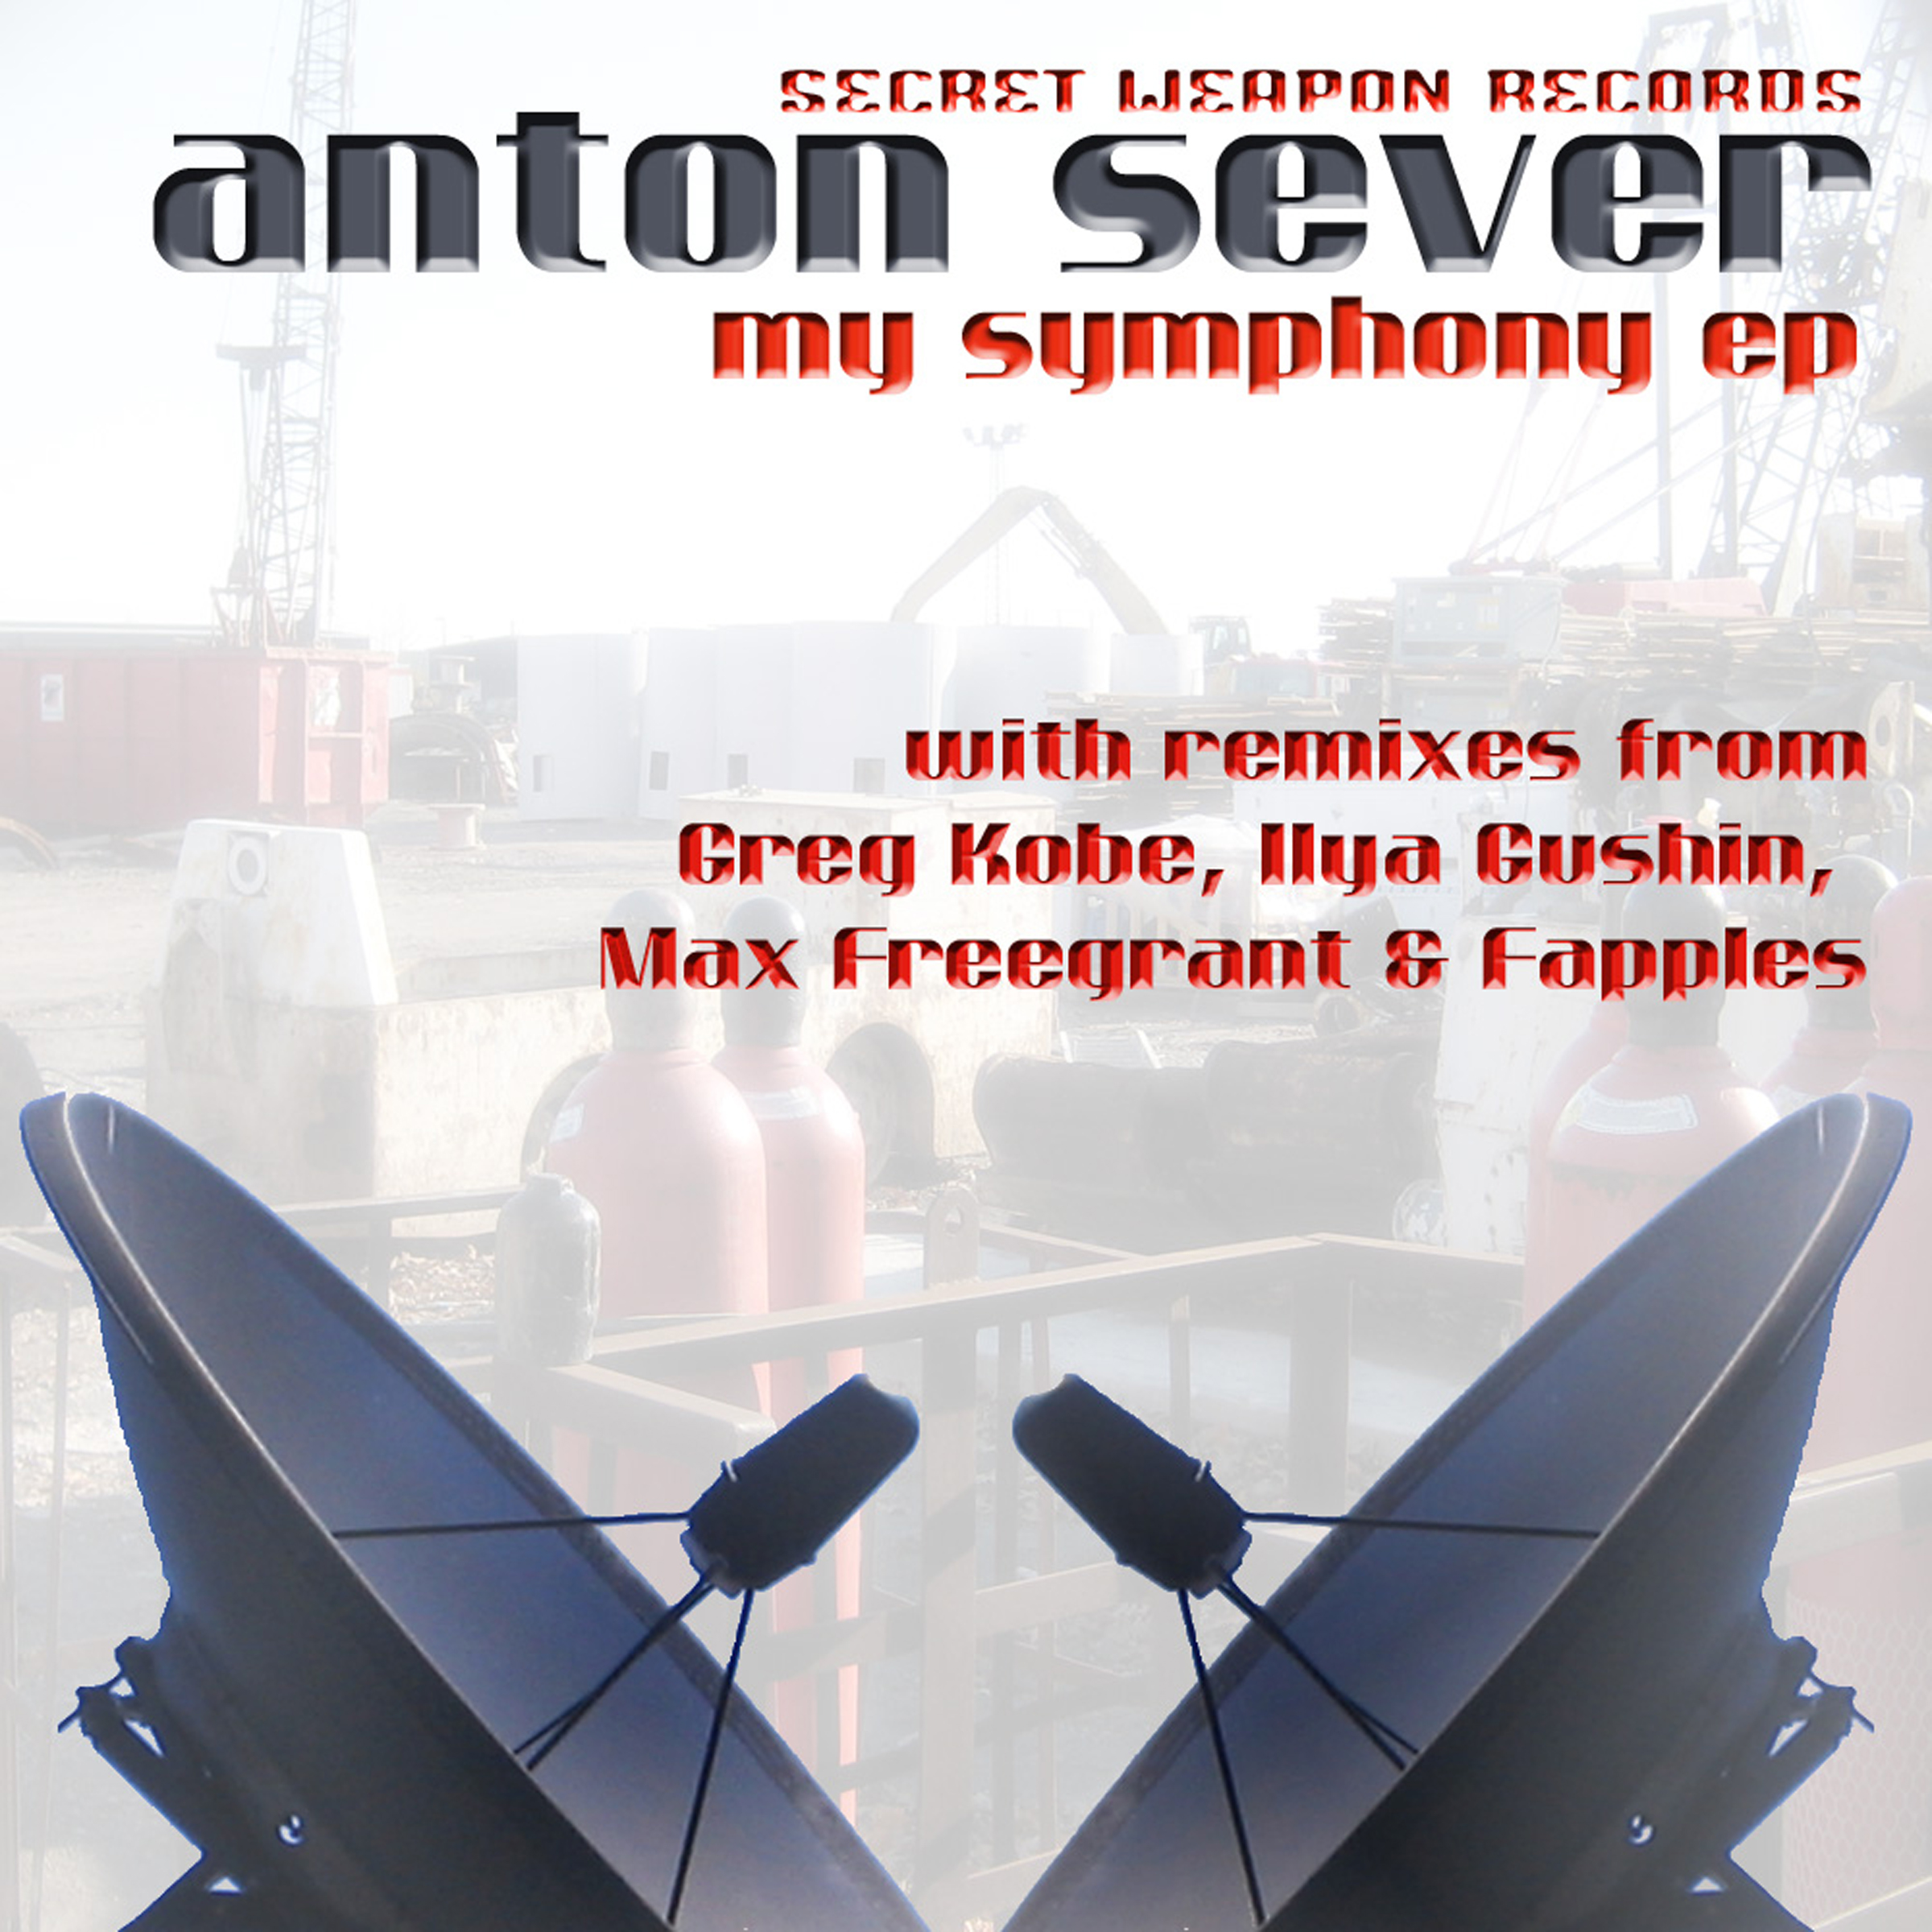 SECRET WEAPON RECORDS
anton sever
my symphony ep
with remixes from
Greg Kobe, Ilya Gushin,
Max Freegrant & Fapples